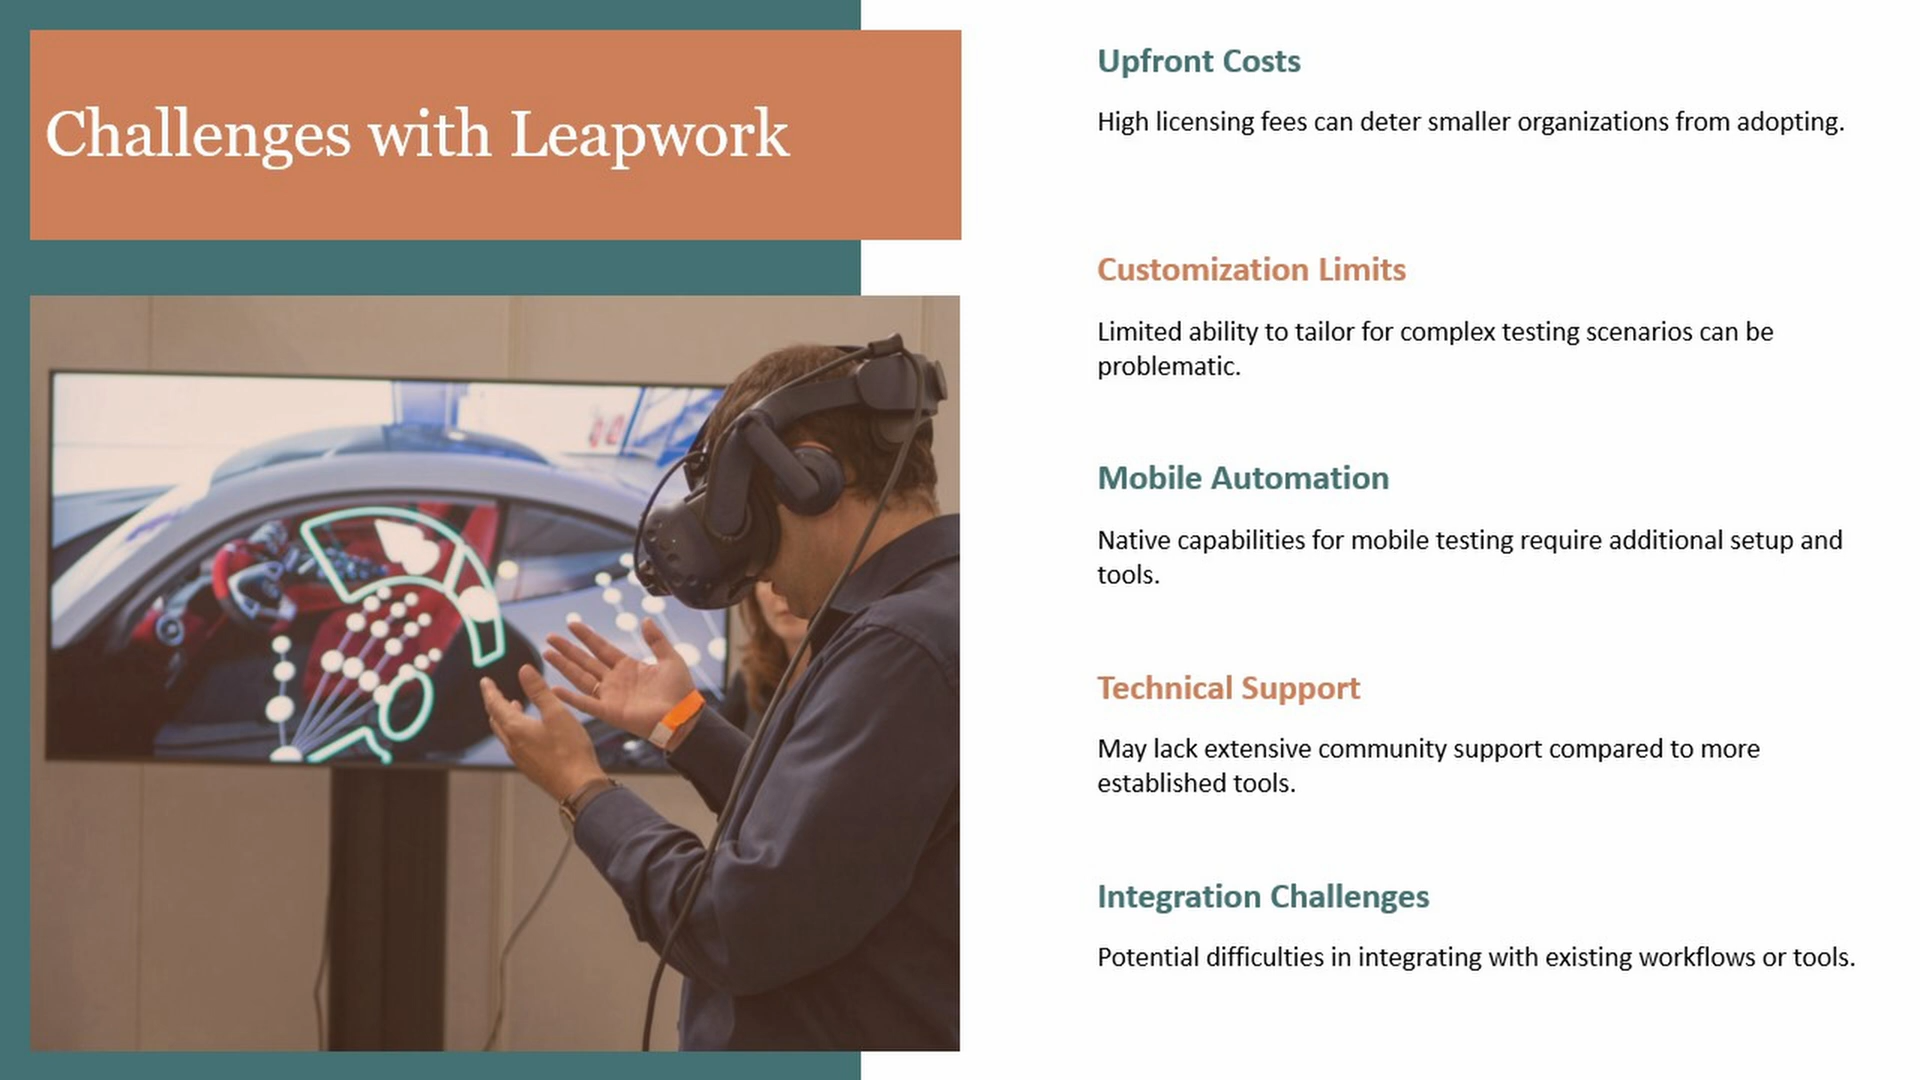 Challenges with Leapwork
Upfront Costs
High licensing fees can deter smaller organizations from adopting.
Customization Limits
Limited ability to tailor for complex testing scenarios can be
problematic.
Mobile Automation
Native capabilities for mobile testing require additional setup and
tools.
Technical Support
May lack extensive community support compared to more
established tools.
Integration Challenges
Potential difficulties in integrating with existing workflows or tools.